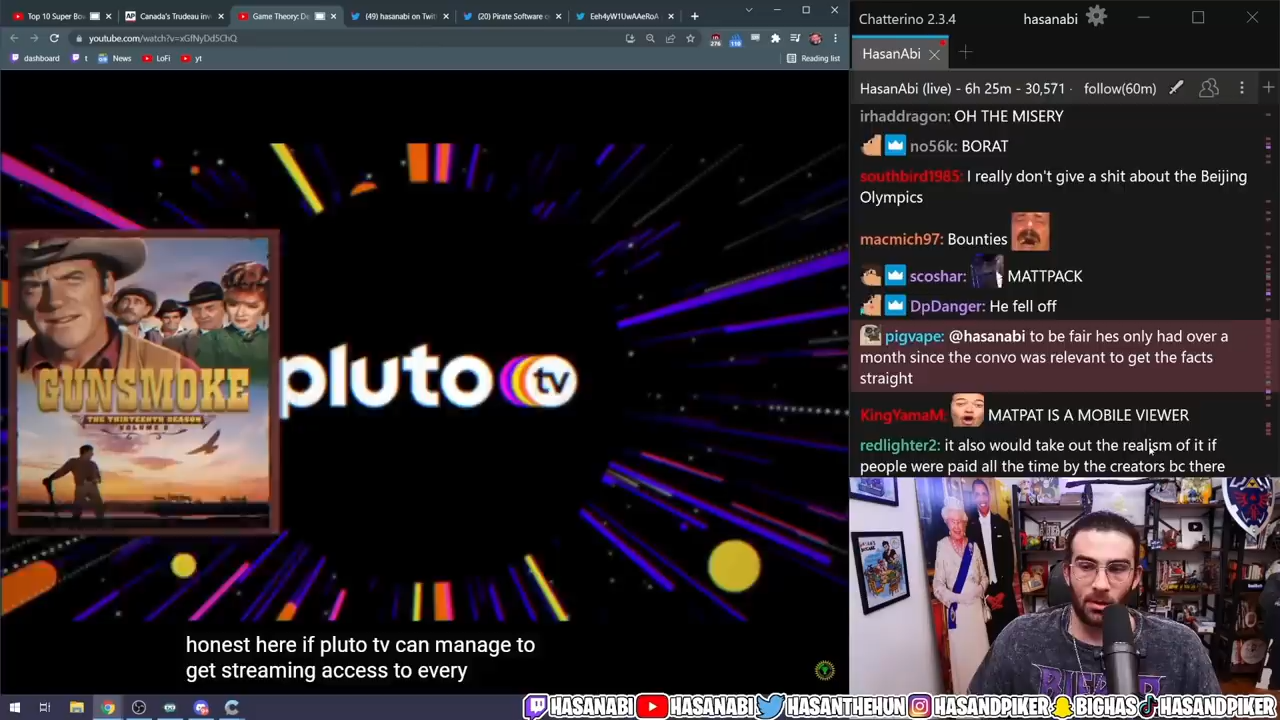 Top 10 Super Bo
Canada's Trudeau inv
Game Theory: De
(49) hasanabi on Twit
(20) Pirate Software o
Eeh4yW1UwAAeRoA
youtube.com/watch?v=xGfNyDd5ChQ
dashboard
t
News
LoFi
yt
Reading list
GUNSMOKE
THE THIRTEENTH SEASON
pluto tv
honest here if pluto tv can manage to
get streaming access to every
Chatterino 2.3.4
hasanabi
HasanAbi
HasanAbi (live) - 6h 25m - 30,571 · follow(60m)
irhaddragon: OH THE MISERY
no56k: BORAT
southbird1985: I really don't give a shit about the Beijing
Olympics
macmich97: Bounties
scoshar: MATTPACK
DpDanger: He fell off
pigvape: @hasanabi to be fair hes only had over a
month since the convo was relevant to get the facts
straight
KingYamaM: MATPAT IS A MOBILE VIEWER
redlighter2: it also would take out the realism of it if
people were paid all the time by the creators bc there
HASANABI HASANABI HASANTHEHUN HASANDPIKER BIGHAS HASANDPIKER